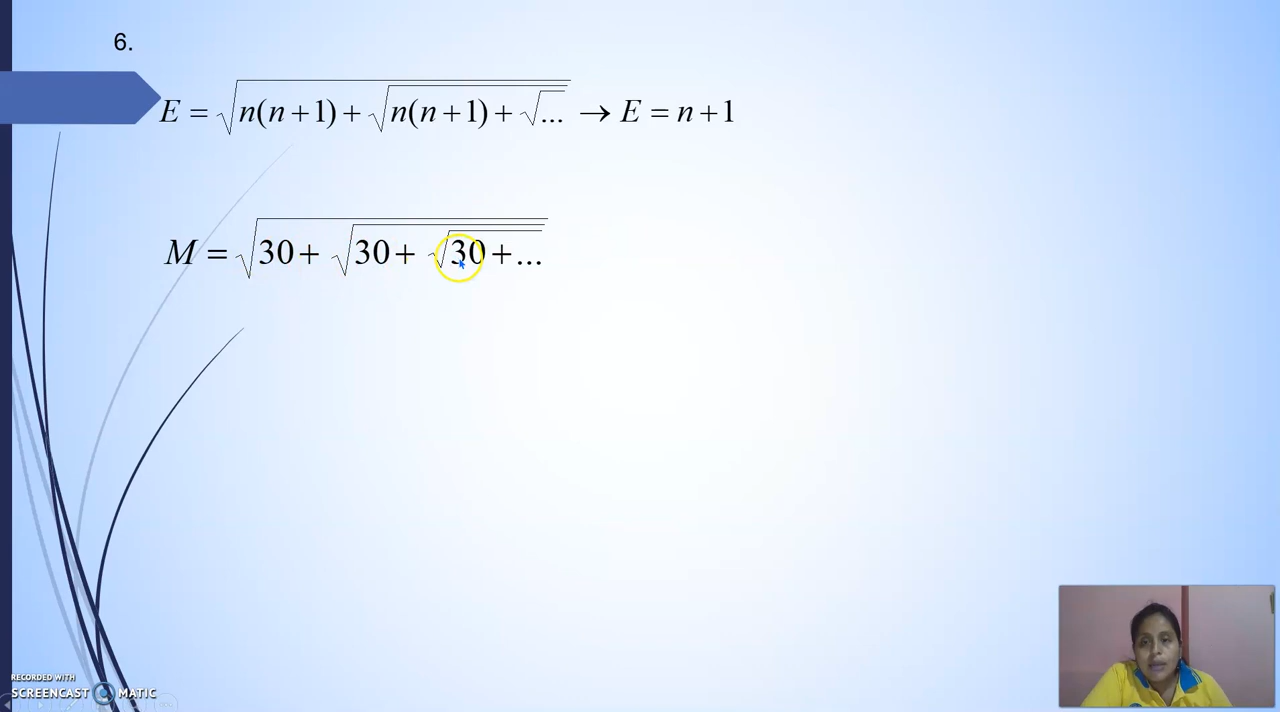 6.
E = √(n(n+1) + √(n(n+1) + √...)) → E = n+1
M = √(30 + √(30 + √(30 + ...)))
RECORDED WITH
SCREENCAST MATIC